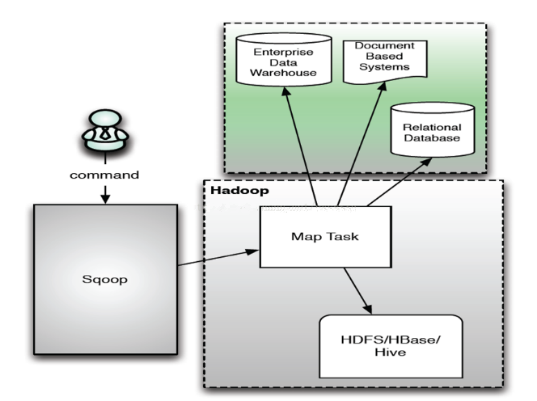 Enterprise
Data
Warehouse
Document
Based
Systems
Relational
Database
command
Hadoop
Map Task
Sqoop
HDFS/HBase/
Hive